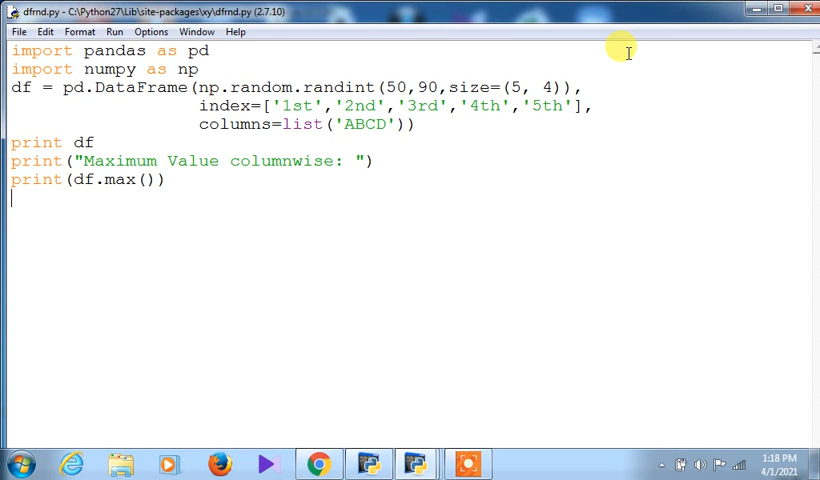 dfrnd.py - C:\Python27\Lib\site-packages\xy\dfrnd.py (2.7.10)
File Edit Format Run Options Window Help
import pandas as pd
import numpy as np
df = pd.DataFrame(np.random.randint(50,90,size=(5, 4)),
index=['1st','2nd','3rd','4th','5th'],
columns=list('ABCD'))
print df
print("Maximum Value columnwise: ")
print(df.max())
1:18 PM
4/1/2021